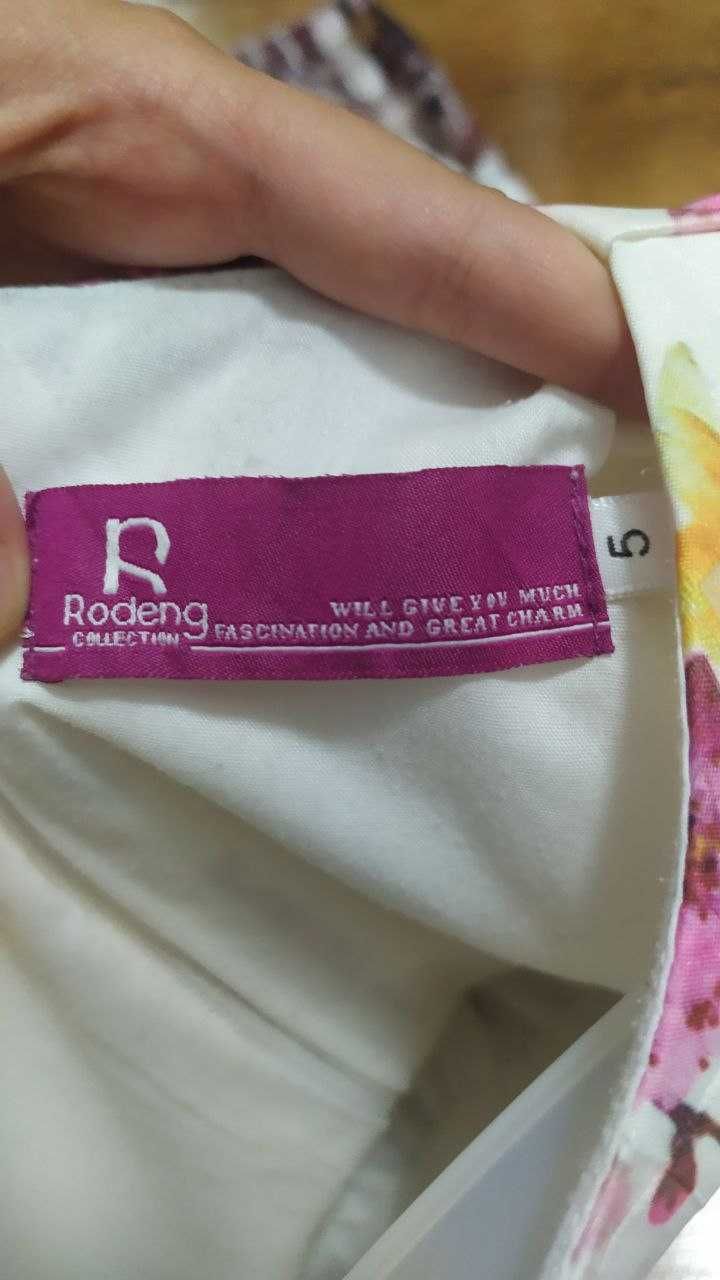 R
Rodeng
COLLECTION
WILL GIVE YOU MUCH
FASCINATION AND GREAT CHARM
5